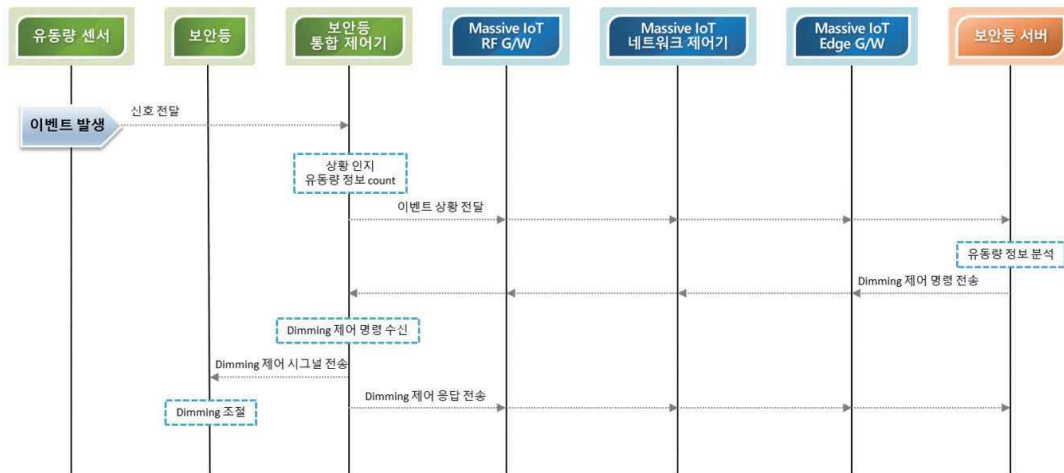 유동량 센서
보안등
보안등
통합 제어기
Massive IoT
RF G/W
Massive IoT
네트워크 제어기
Massive IoT
Edge G/W
보안등 서버
이벤트 발생
신호 전달
상황 인지
유동량 정보 count
이벤트 상황 전달
유동량 정보 분석
Dimming 제어 명령 전송
Dimming 제어 명령 수신
Dimming 제어 시그널 전송
Dimming 조절
Dimming 제어 응답 전송